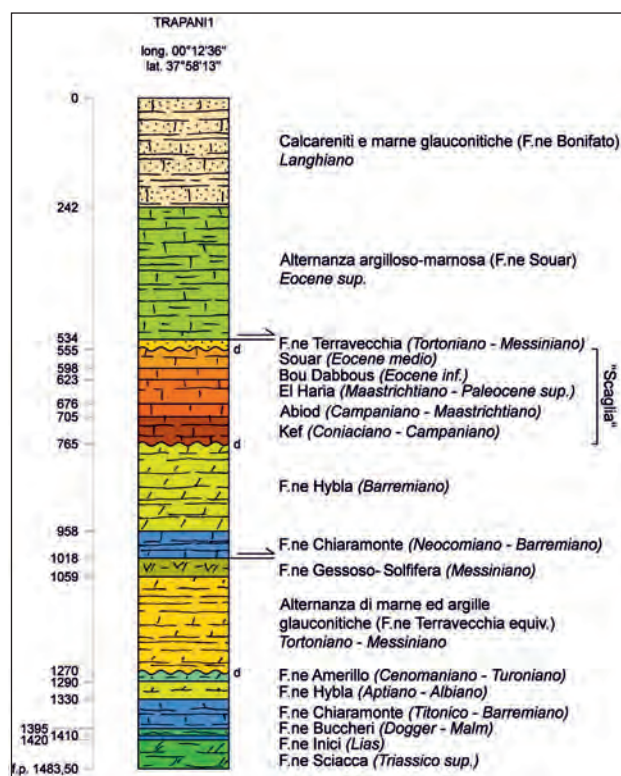 TRAPANI1
long. 00°12'36"
lat. 37°58'13"
0
Calcareniti e marne glauconitiche (F.ne Bonifato)
Langhiano
242
Alternanza argilloso-marnosa (F.ne Souar)
Eocene sup.
534
F.ne Terravecchia (Tortoniano - Messiniano)
555
d
Souar (Eocene medio)
598
Bou Dabbous (Eocene inf.)
623
El Haria (Maastrichtiano - Paleocene sup.)
676
Abiod (Campaniano - Maastrichtiano)
705
Kef (Coniaciano - Campaniano)
"Scaglia"
765
d
F.ne Hybla (Barremiano)
958
F.ne Chiaramonte (Neocomiano - Barremiano)
1018
F.ne Gessoso- Solfifera (Messiniano)
1059
Alternanza di marne ed argille
glauconitiche (F.ne Terravecchia equiv.)
Tortoniano - Messiniano
1270
d
F.ne Amerillo (Cenomaniano - Turoniano)
1290
F.ne Hybla (Aptiano - Albiano)
1330
F.ne Chiaramonte (Titonico - Barremiano)
1395
F.ne Buccheri (Dogger - Malm)
1410
1420
F.ne Inici (Lias)
F.ne Sciacca (Triassico sup.)
f.p. 1483,50